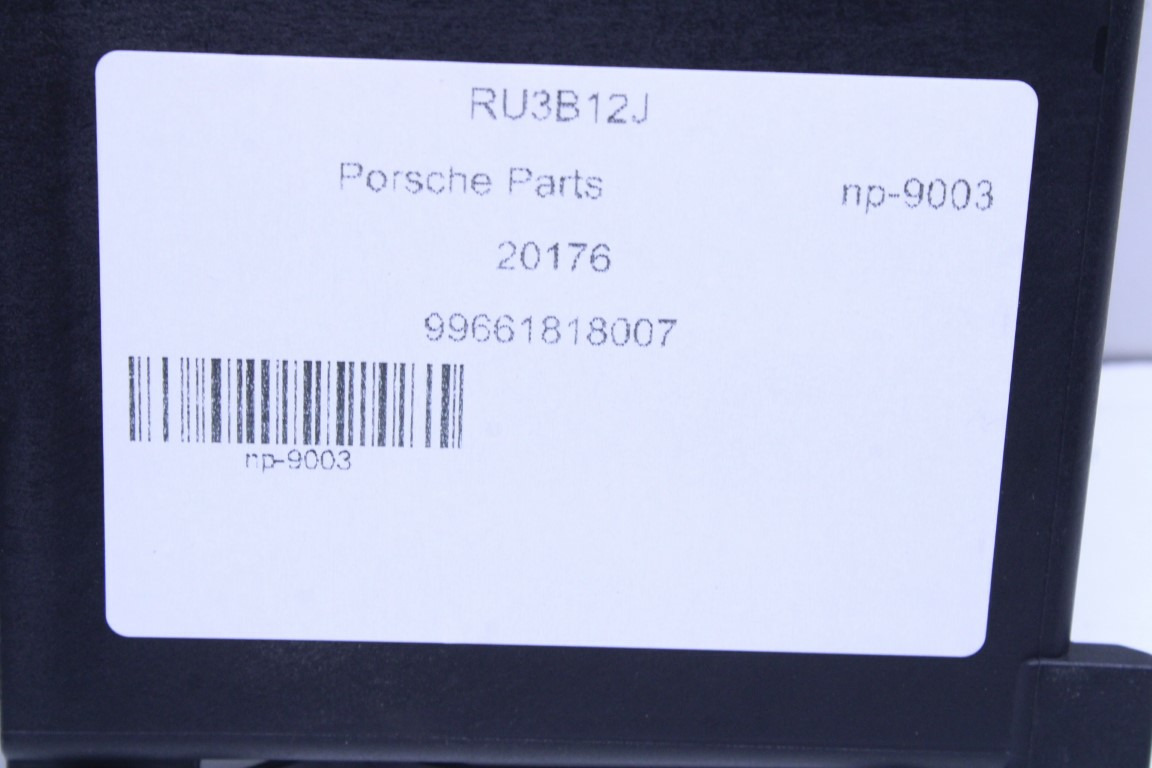 RU3B12J
Porsche Parts np-9003
20176
99661818007
np-9003